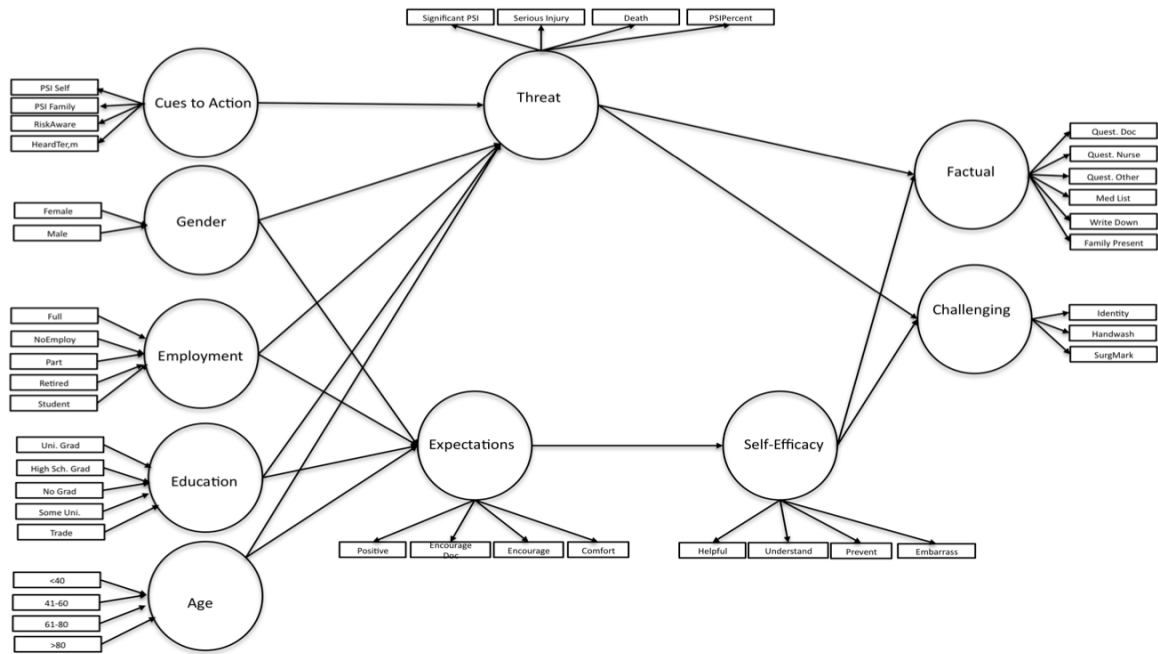 Significant PSI
Serious Injury
Death
PSIPercent
Threat
PSI Self
PSI Family
RiskAware
HeardTer,m
Cues to Action
Female
Male
Gender
Full
NoEmploy
Part
Retired
Student
Employment
Uni. Grad
High Sch. Grad
No Grad
Some Uni.
Trade
Education
<40
41-60
61-80
>80
Age
Expectations
Positive
Encourage
Doc
Encourage
Comfort
Self-Efficacy
Helpful
Understand
Prevent
Embarrass
Factual
Quest. Doc
Quest. Nurse
Quest. Other
Med List
Write Down
Family Present
Challenging
Identity
Handwash
SurgMark